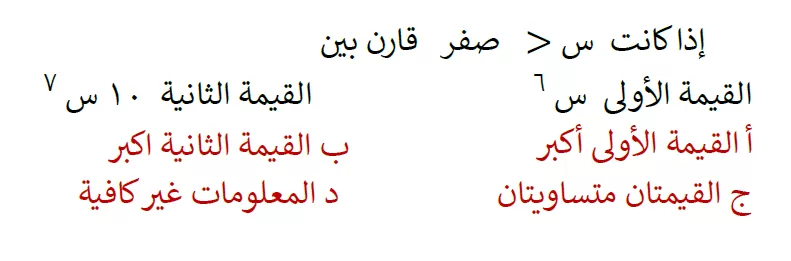 إذا كانت س < صفر قارن بين
القيمة الأولى س ٦ القيمة الثانية ١٠ س ٧
أ القيمة الأولى أكبر ب القيمة الثانية اكبر
ج القيمتان متساويتان د المعلومات غير كافية